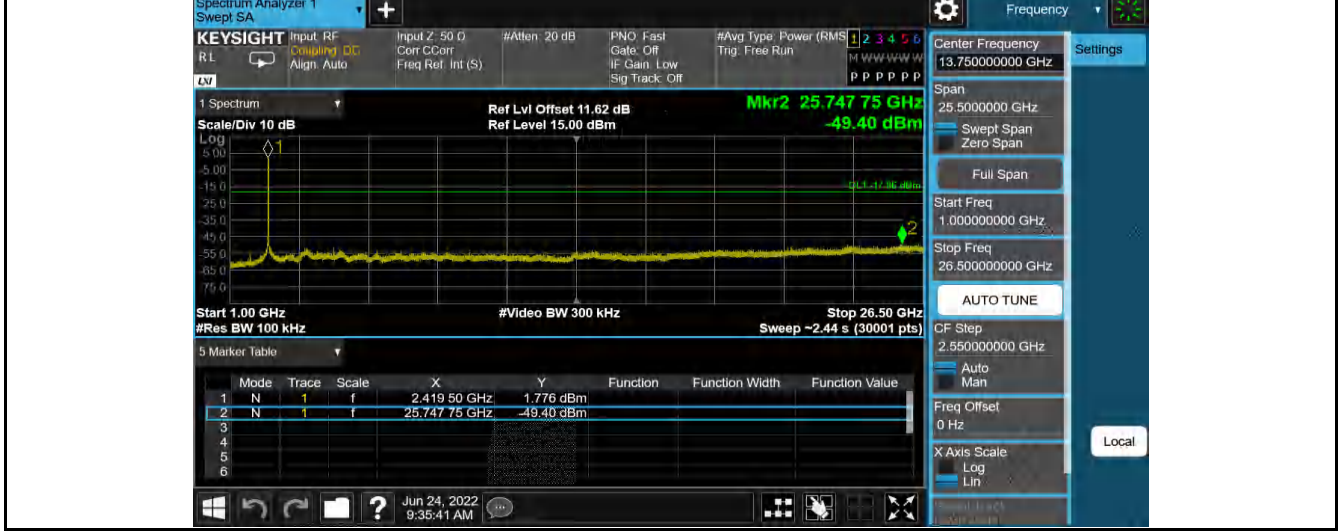 Spectrum Analyzer 1
Swept SA
Frequency
KEYSIGHT
R L
LXI
Input: RF
Coupling: DC
Align: Auto
Input Z: 50 Ω
Corr CCorr
Freq Ref: Int (S)
#Atten: 20 dB
PNO: Fast
Gate: Off
IF Gain: Low
Sig Track: Off
#Avg Type: Power (RMS
Trig: Free Run
1 2 3 4 5 6
M W W W W W
P P P P P P
1 Spectrum
Scale/Div 10 dB
Ref Lvl Offset 11.62 dB
Ref Level 15.00 dBm
Mkr2 25.747 75 GHz
-49.40 dBm
Log
5.00
-5.00
-15.0
-25.0
-35.0
-45.0
-55.0
-65.0
-75.0
1
2
Start 1.00 GHz
#Res BW 100 kHz
#Video BW 300 kHz
Stop 26.50 GHz
Sweep ~2.44 s (30001 pts)
5 Marker Table
Mode Trace Scale X Y Function Function Width Function Value
1 N 1 f 2.419 50 GHz 1.776 dBm
2 N 1 f 25.747 75 GHz -49.40 dBm
3
4
5
6
Jun 24, 2022
9:35:41 AM
Center Frequency
13.750000000 GHz
Span
25.5000000 GHz
Swept Span
Zero Span
Full Span
Start Freq
1.000000000 GHz
Stop Freq
26.500000000 GHz
AUTO TUNE
CF Step
2.550000000 GHz
Auto
Man
Freq Offset
0 Hz
X Axis Scale
Log
Lin
Settings
Local